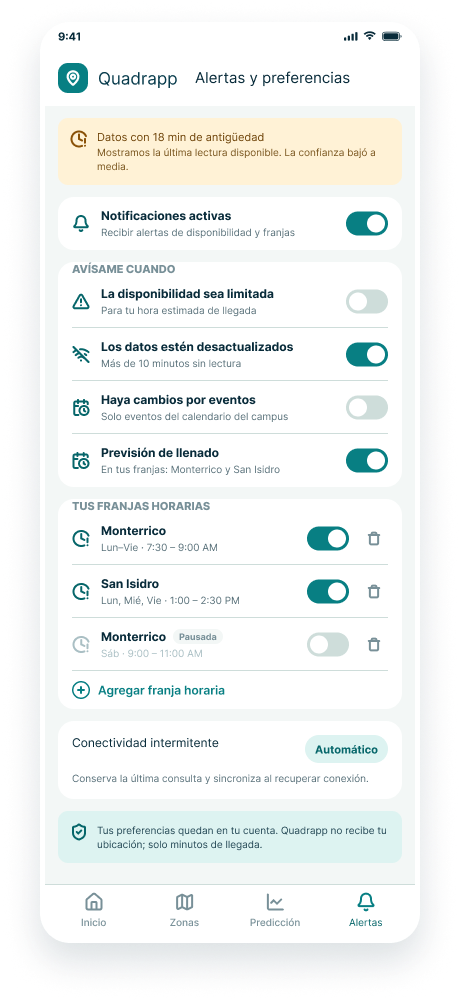 9:41
Quadrapp Alertas y preferencias
Datos con 18 min de antigüedad
Mostramos la última lectura disponible. La confianza bajó a
media.
Notificaciones activas
Recibir alertas de disponibilidad y franjas
AVÍSAME CUANDO
La disponibilidad sea limitada
Para tu hora estimada de llegada
Los datos estén desactualizados
Más de 10 minutos sin lectura
Haya cambios por eventos
Solo eventos del calendario del campus
Previsión de llenado
En tus franjas: Monterrico y San Isidro
TUS FRANJAS HORARIAS
Monterrico
Lun–Vie · 7:30 – 9:00 AM
San Isidro
Lun, Mié, Vie · 1:00 – 2:30 PM
Monterrico Pausada
Sáb · 9:00 – 11:00 AM
Agregar franja horaria
Conectividad intermitente Automático
Conserva la última consulta y sincroniza al recuperar conexión.
Tus preferencias quedan en tu cuenta. Quadrapp no recibe tu
ubicación; solo minutos de llegada.
Inicio Zonas Predicción Alertas